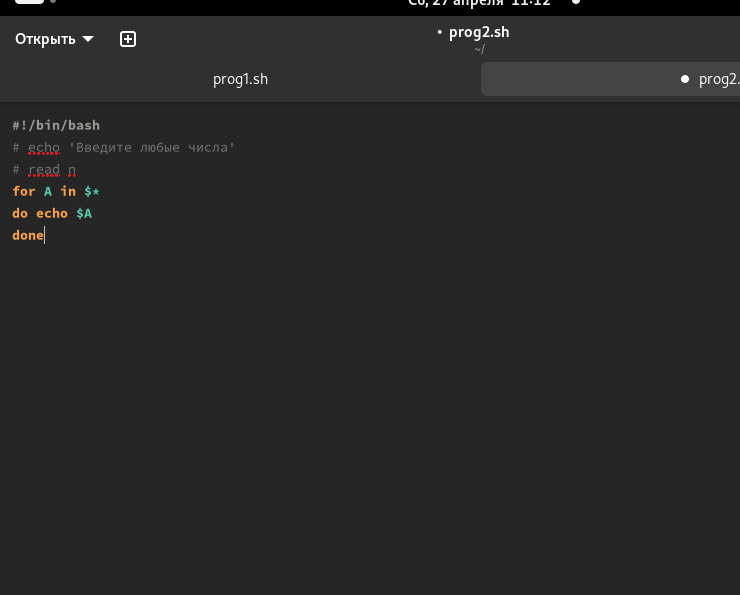 Сб, 27 апреля 11:12
Открыть
• prog2.sh
~/
prog1.sh
prog2.
#!/bin/bash
# echo 'Введите любые числа'
# read n
for A in $*
do echo $A
done